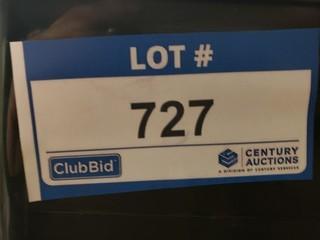 LOT #
727
ClubBid
CENTURY
AUCTIONS
A DIVISION OF CENTURY SERVICES